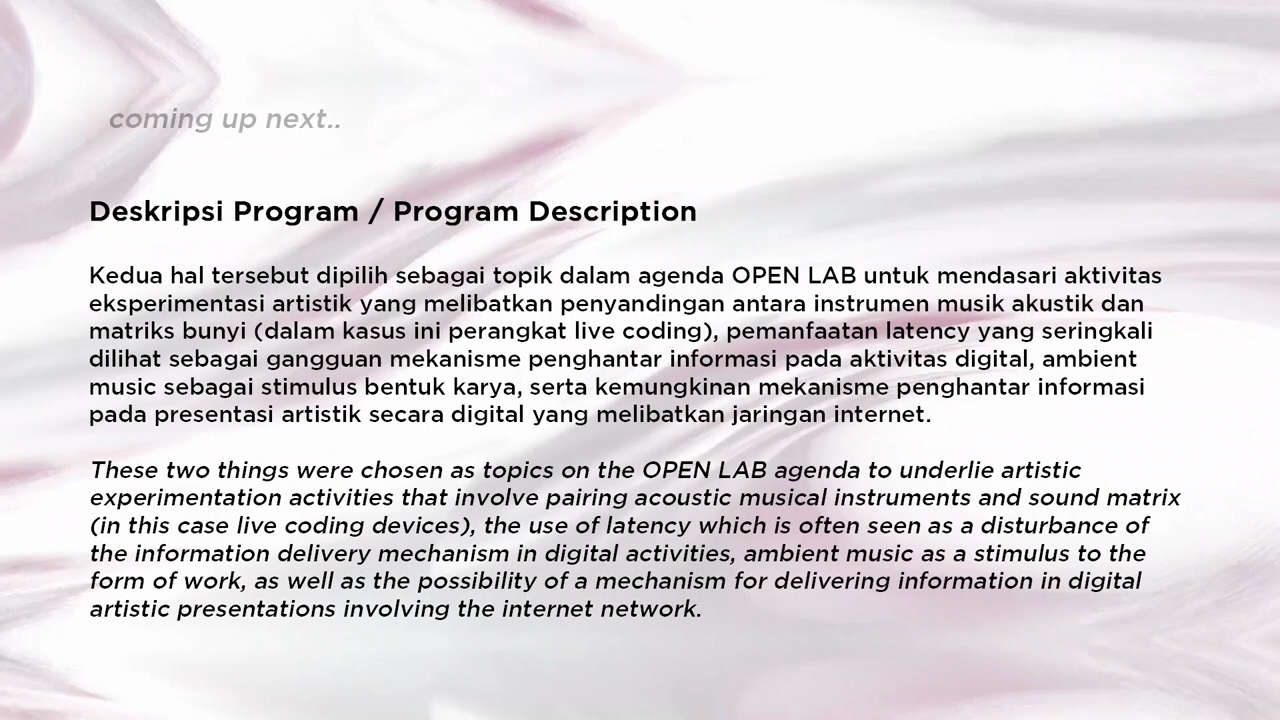 coming up next..
Deskripsi Program / Program Description
Kedua hal tersebut dipilih sebagai topik dalam agenda OPEN LAB untuk mendasari aktivitas
eksperimentasi artistik yang melibatkan penyandingan antara instrumen musik akustik dan
matriks bunyi (dalam kasus ini perangkat live coding), pemanfaatan latency yang seringkali
dilihat sebagai gangguan mekanisme penghantar informasi pada aktivitas digital, ambient
music sebagai stimulus bentuk karya, serta kemungkinan mekanisme penghantar informasi
pada presentasi artistik secara digital yang melibatkan jaringan internet.
These two things were chosen as topics on the OPEN LAB agenda to underlie artistic
experimentation activities that involve pairing acoustic musical instruments and sound matrix
(in this case live coding devices), the use of latency which is often seen as a disturbance of
the information delivery mechanism in digital activities, ambient music as a stimulus to the
form of work, as well as the possibility of a mechanism for delivering information in digital
artistic presentations involving the internet network.